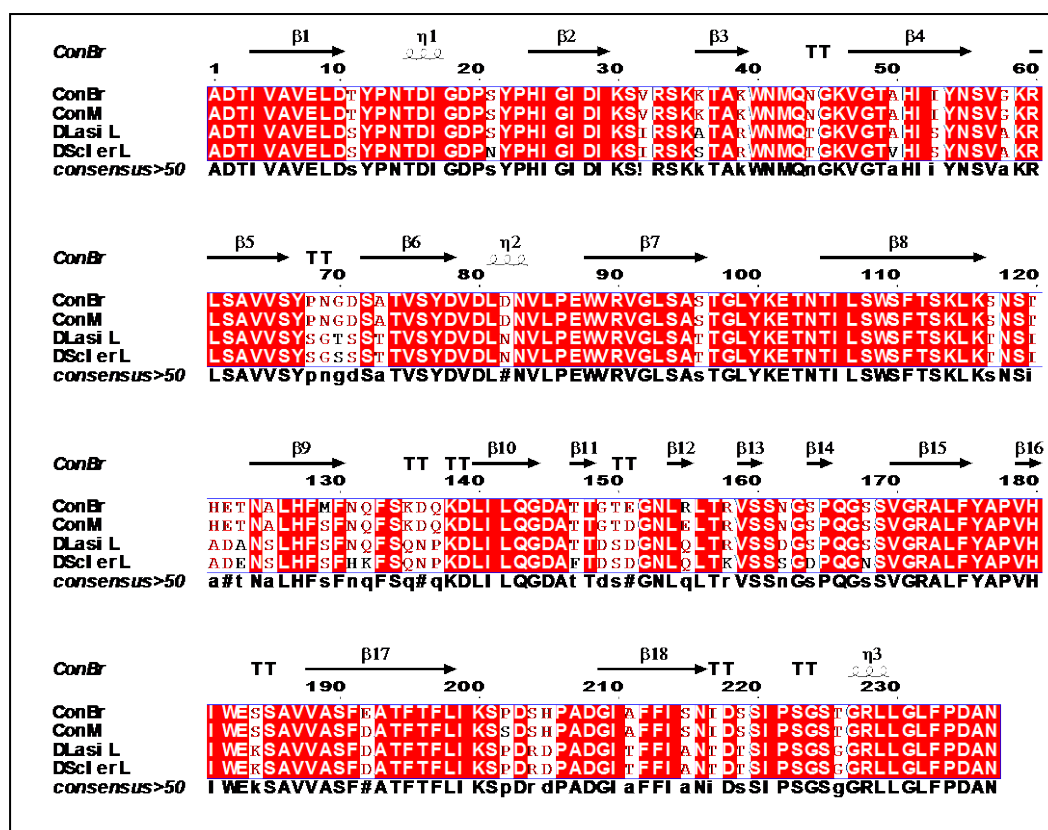 ConBr β1 η1 β2 β3 TT β4
1 10 20 30 40 50 60
ConBr ADTIVAVELDTYPNTDIGDPSYPHIGIDIKSVRSKKTAKWNMQNGKVGTAHIIYNSVGKR
ConM ADTIVAVELDTYPNTDIGDPSYPHIGIDIKSVRSKKTAKWNMQNGKVGTAHIIYNSVGKR
DLasiL ADTIVAVELDSYPNTDIGDPSYPHIGIDIKSIRSKATARWNMQTGKVGTAHISYNSVAKR
DSclerL ADTIVAVELDSYPNTDIGDPNYPHIGIDIKSIRSKSTARWNMQTGKVGTVHISYNSVAKR
consensus>50 ADTIVAVELDsYPNTDIGDPsYPHIGIDIKS!RSKkTAkWNMQnGKVGTaHIiYNSVaKR
ConBr β5 TT β6 η2 β7 β8
70 80 90 100 110 120
ConBr LSAVVSYPNGDSATVSYDVDLDNVLPEWVRVGLSASTGLYKETNTILSWSFTSKLKSNST
ConM LSAVVSYPNGDSATVSYDVDLDNVLPEWVRVGLSASTGLYKETNTILSWSFTSKLKSNST
DLasiL LSAVVSYSGTSSTTVSYDVDLNNVLPEWVRVGLSATTGLYKETNTILSWSFTSKLKTNSI
DSclerL LSAVVSYSGSSSTTVSYDVDLNNVLPEWVRVGLSATTGLYKETNTILSWSFTSKLKTNSI
consensus>50 LSAVVSYpngdSaTVSYDVDL#NVLPEWVRVGLSAsTGLYKETNTILSWSFTSKLKsNSi
ConBr β9 TT TT β10 β11 TT β12 β13 β14 β15 β16
130 140 150 160 170 180
ConBr HETNALHFMFNQFSKDQKDLILQGDATTGTEGNLRLTRVSSNGSPQGSSVGRALFYAPVH
ConM HETNALHFSFNQFSKDQKDLILQGDATTGTDGNLELTRVSSNGSPQGSSVGRALFYAPVH
DLasiL ADANSLHFSFNQFSQNPKDLILQGDATTDSDGNLQLTRVSSDGSPQGSSVGRALFYAPVH
DSclerL ADENSLHFSFHKFSQNPKDLILQGDAFTDSDGNLQLTKVSSSGDPQGNSVGRALFYAPVH
consensus>50 a#tNaLHFsFnqFSq#qKDLILQGDAtTds#GNLqLTrVSSnGsPQGsSVGRALFYAPVH
ConBr TT β17 β18 TT TT η3
190 200 210 220 230
ConBr IWESSAVVASFEATFTFLIKSPDSHPADGIAFFISNIDSSIPSGSTGRLLGLFPDAN
ConM IWESSAVVASFDATFTFLIKSSDSHPADGIAFFISNIDSSIPSGSTGRLLGLFPDAN
DLasiL IWEKSAVVASFDATFTFLIKSPDRDPADGITFFIANTDTSIPSGSGGRLLGLFPDAN
DSclerL IWEKSAVVASFDATFTFLIKSPDRDPADGITFFIANTDTSIPSGSGGRLLGLFPDAN
consensus>50 IWEkSAVVASF#ATFTFLIKSpDrdPADGIaFFIaNiDsSIPSGSgGRLLGLFPDAN